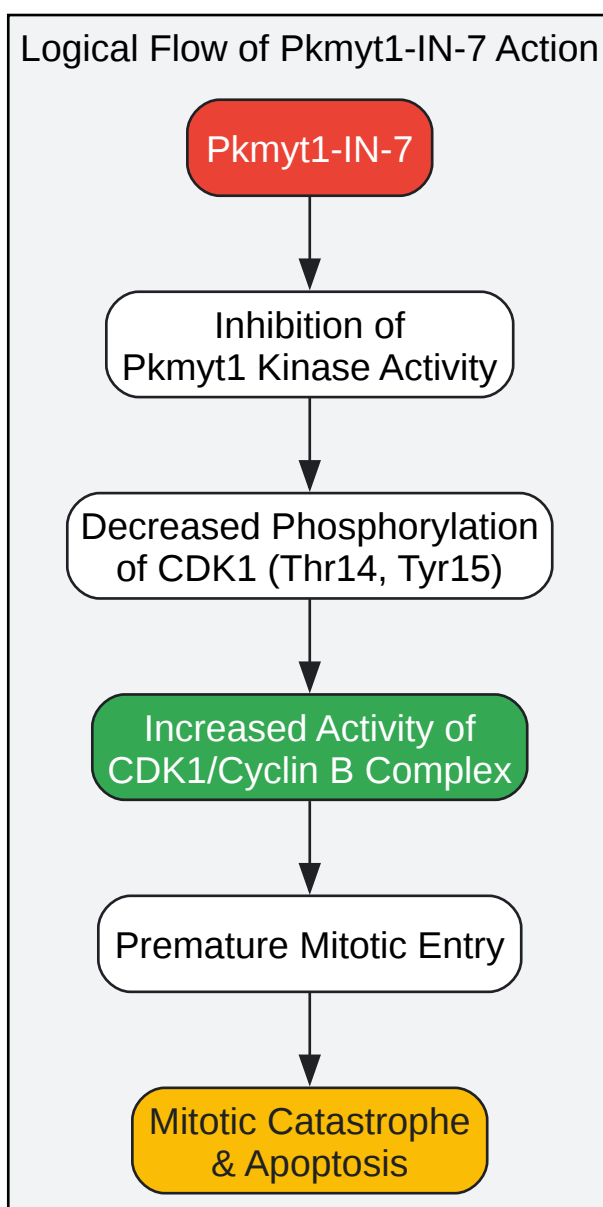 Logical Flow of Pkmyt1-IN-7 Action
Pkmyt1-IN-7
Inhibition of
Pkmyt1 Kinase Activity
Decreased Phosphorylation
of CDK1 (Thr14, Tyr15)
Increased Activity of
CDK1/Cyclin B Complex
Premature Mitotic Entry
Mitotic Catastrophe
& Apoptosis